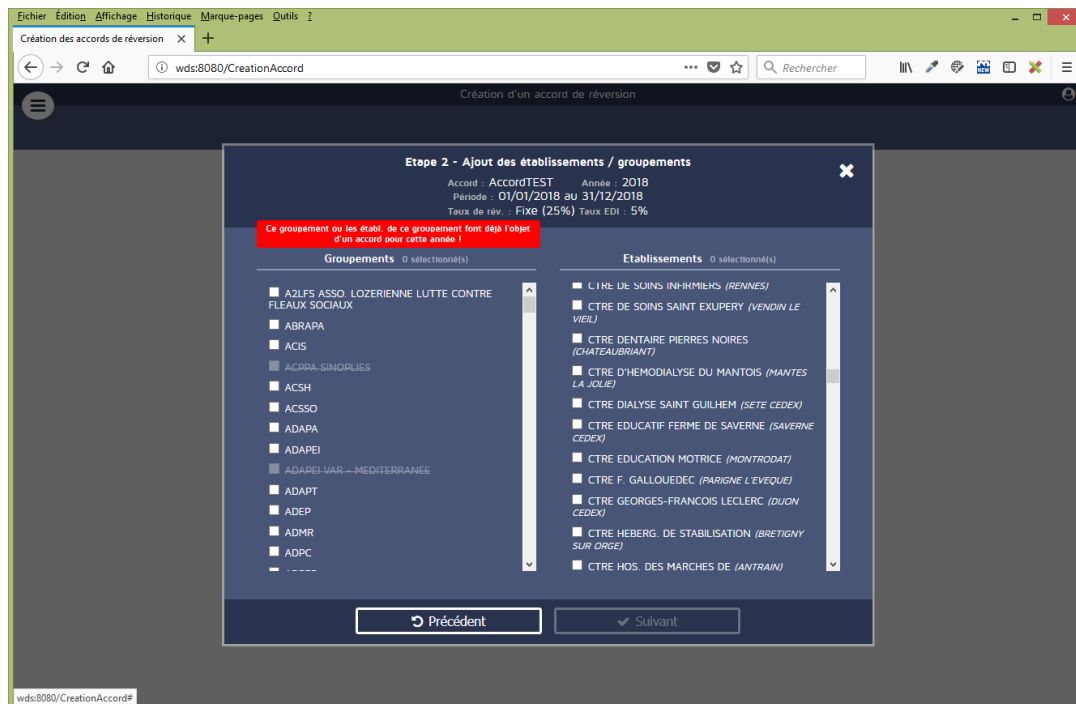 Fichier Édition Affichage Historique Marque-pages Outils ?
Création des accords de réversion
wds:8080/CreationAccord
Rechercher
Création d'un accord de réversion
Etape 2 - Ajout des établissements / groupements
Accord : AccordTEST Année : 2018
Période : 01/01/2018 au 31/12/2018
Taux de rév. : Fixe (25%) Taux EDI : 5%
Ce groupement ou les établ. de ce groupement font déjà l'objet
d'un accord pour cette année !
Groupements 0 sélectionné(s)
A2LFS ASSO. LOZERIENNE LUTTE CONTRE
FLEAUX SOCIAUX
ABRAPA
ACIS
ACPPA SINOPLIES
ACSH
ACSSO
ADAPA
ADAPEI
ADAPEI VAR - MEDITERRANEE
ADAPT
ADEP
ADMR
ADPC
Etablissements 0 sélectionné(s)
CTRE DE SOINS INFIRMIERS (RENNES)
CTRE DE SOINS SAINT EXUPERY (VENDIN LE
VIEIL)
CTRE DENTAIRE PIERRES NOIRES
(CHATEAUBRIANT)
CTRE D'HEMODIALYSE DU MANTOIS (MANTES
LA JOLIE)
CTRE DIALYSE SAINT GUILHEM (SETE CEDEX)
CTRE EDUCATIF FERME DE SAVERNE (SAVERNE
CEDEX)
CTRE EDUCATION MOTRICE (MONTRODAT)
CTRE F. GALLOUEDEC (PARIGNE L'EVEQUE)
CTRE GEORGES-FRANCOIS LECLERC (DIJON
CEDEX)
CTRE HEBERG. DE STABILISATION (BRETIGNY
SUR ORGE)
CTRE HOS. DES MARCHES DE (ANTRAIN)
Précédent
Suivant
wds:8080/CreationAccord#